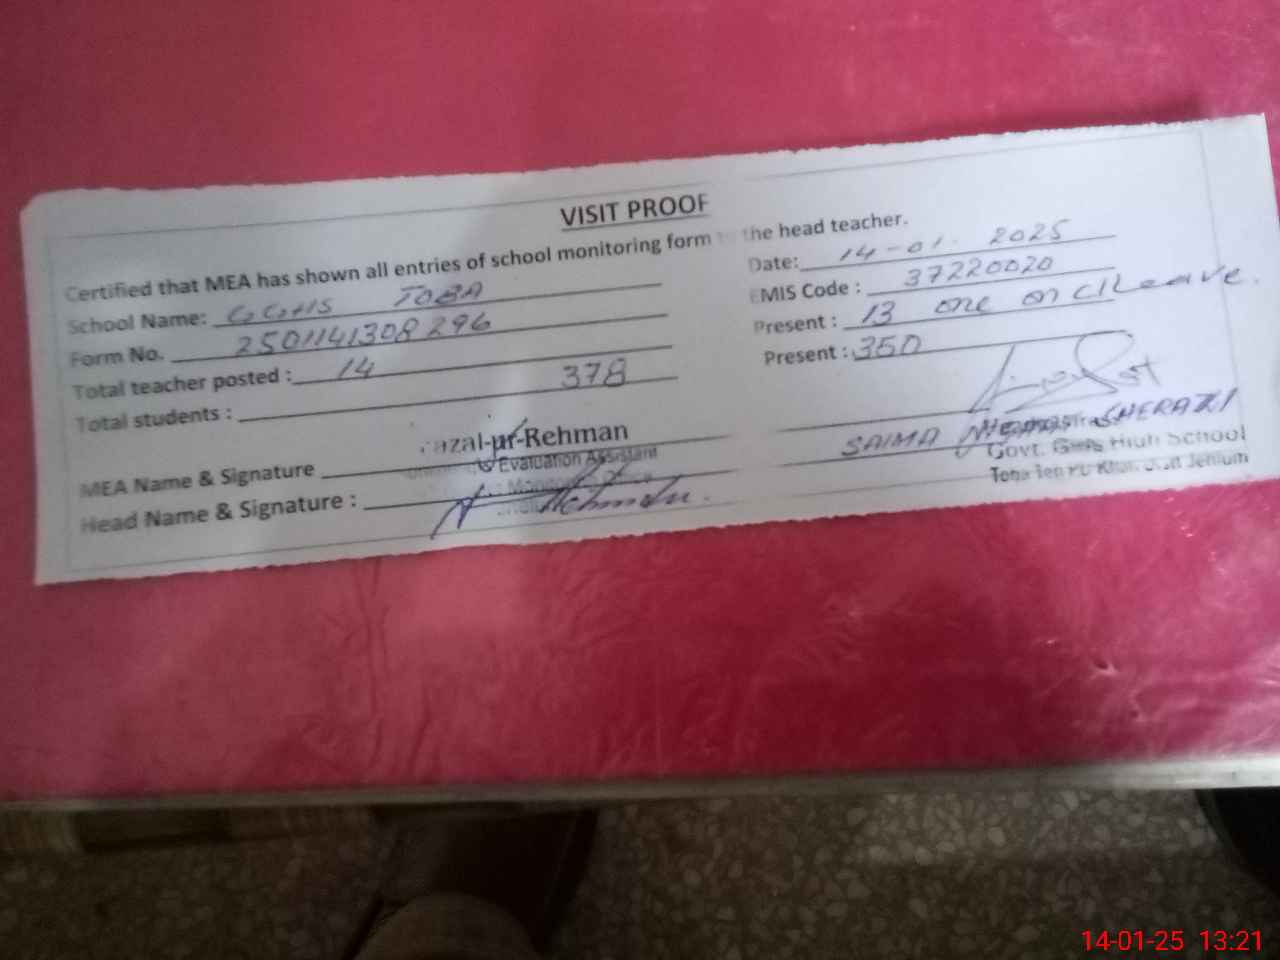 VISIT PROOF
Certified that MEA has shown all entries of school monitoring form to the head teacher.
School Name: GGHS TOBA Date: 14-01-2025
Form No. 2501141308296 EMIS Code : 37220020
Total teacher posted : 14 Present : 13 one on C/Leave.
Total students : 378 Present : 350
MEA Name & Signature azal-ur-Rehman
Evaluation Assistant
Head Name & Signature : Rehman SAIMA SHERAZI
Govt. Girls High School
14-01-25 13:21